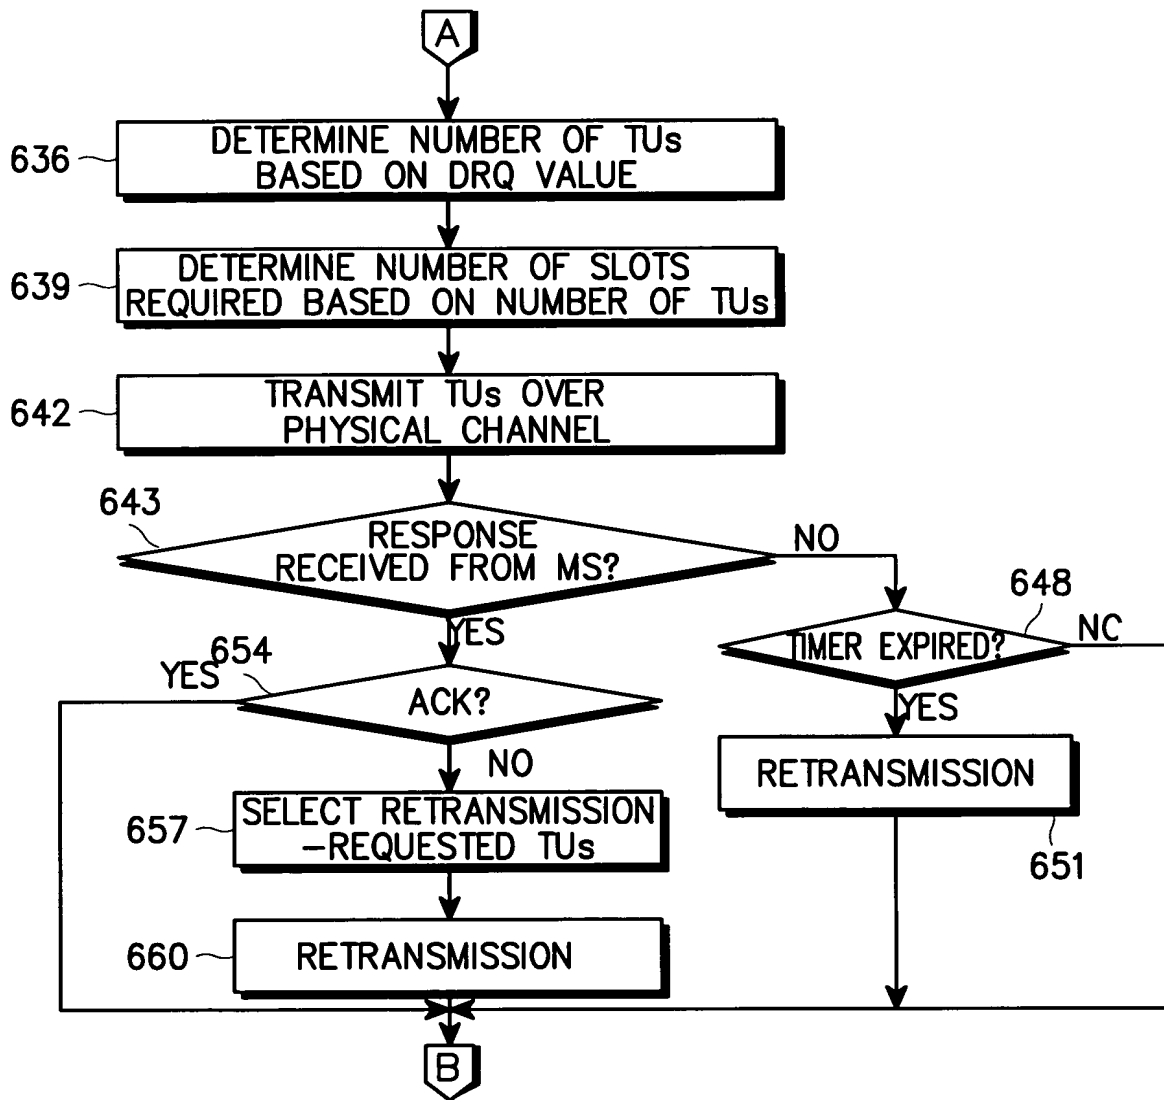 A
636
DETERMINE NUMBER OF TUs
BASED ON DRQ VALUE
639
DETERMINE NUMBER OF SLOTS
REQUIRED BASED ON NUMBER OF TUs
642
TRANSMIT TUs OVER
PHYSICAL CHANNEL
643
RESPONSE
RECEIVED FROM MS?
NO
648
TIMER EXPIRED?
NC
YES
654
YES
ACK?
YES
NO
RETRANSMISSION
651
657
SELECT RETRANSMISSION
-REQUESTED TUs
660
RETRANSMISSION
B